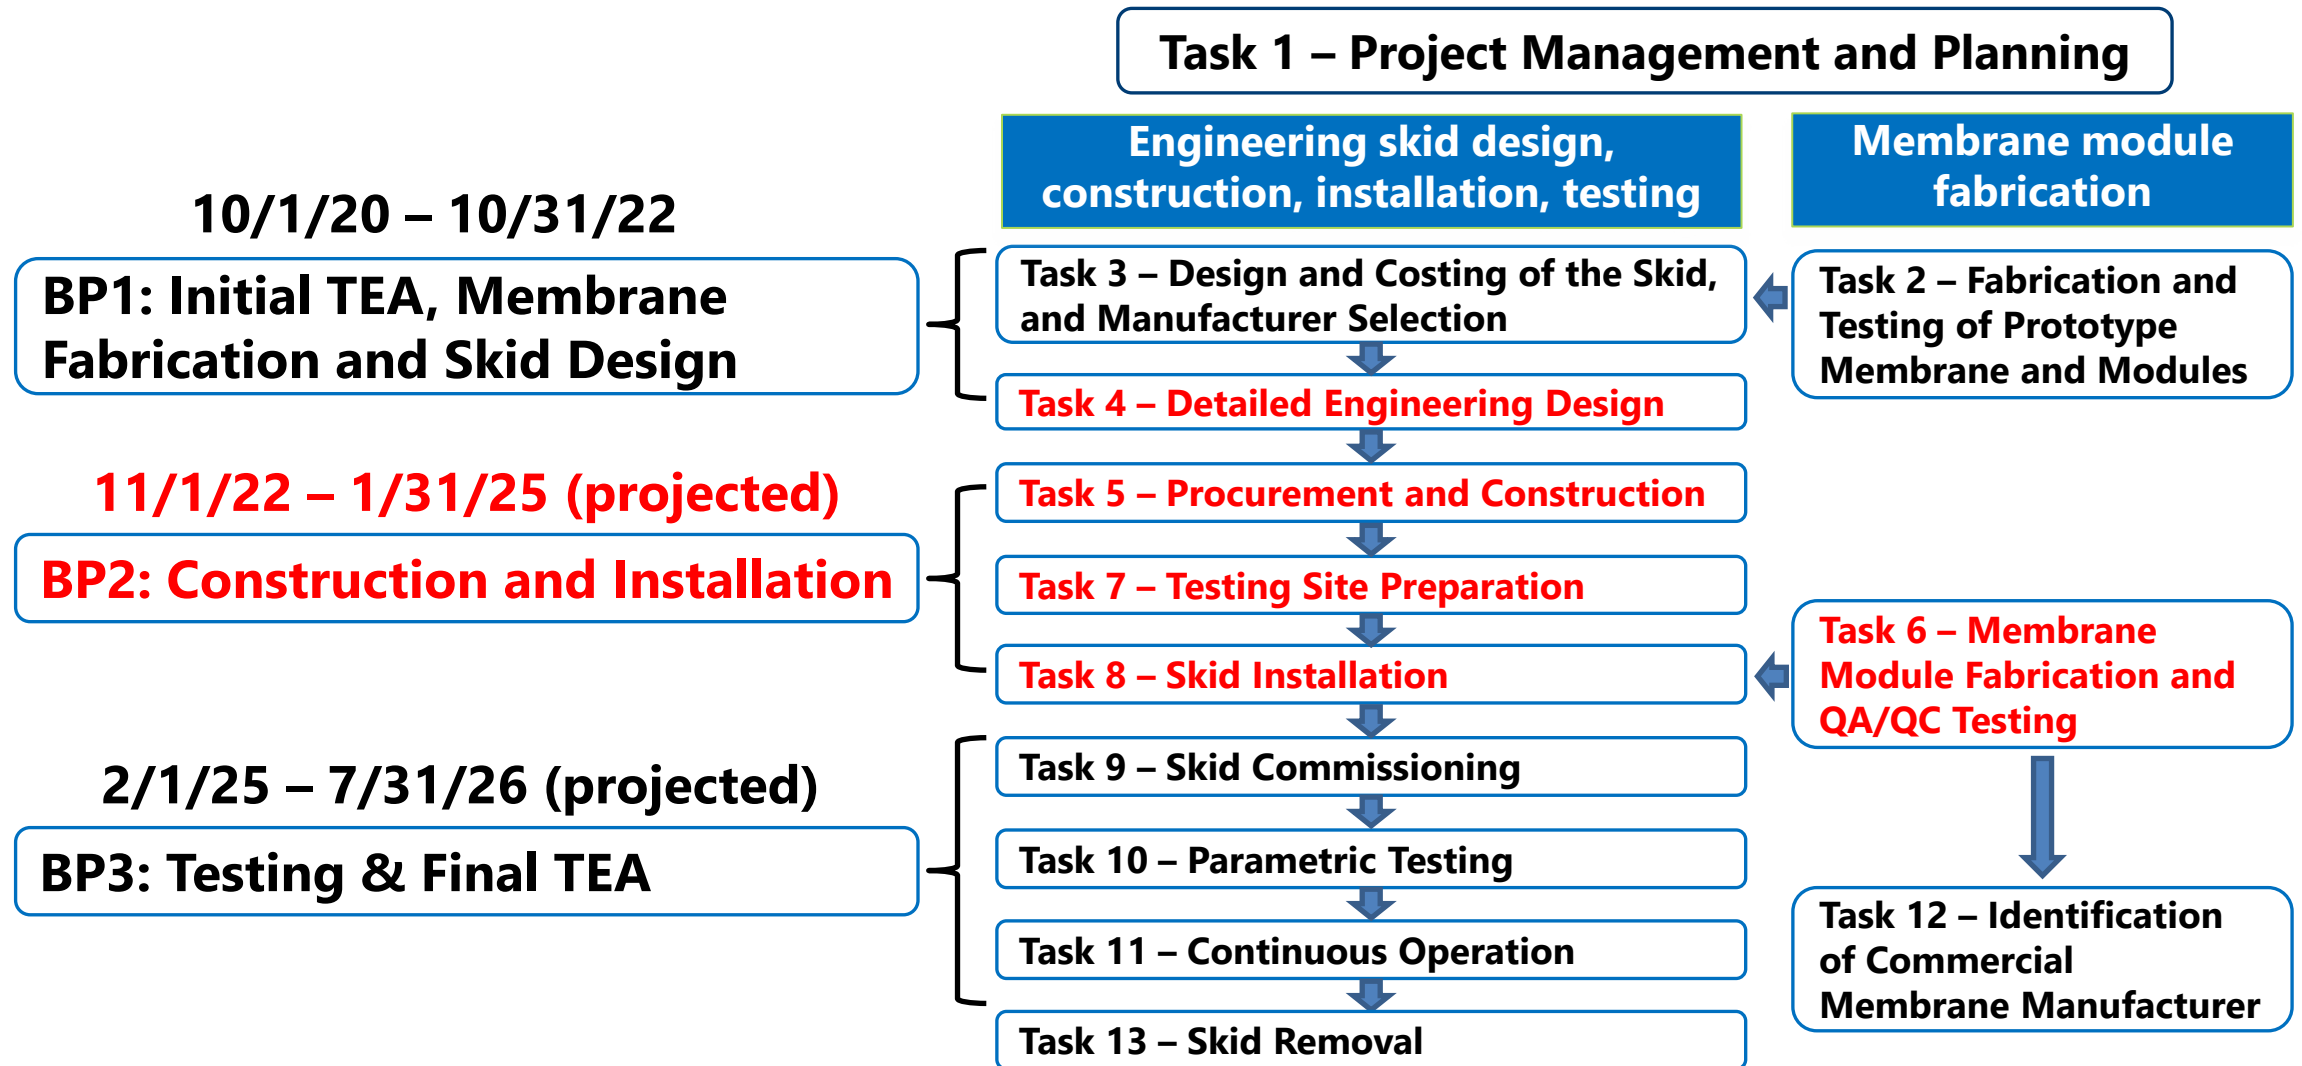 Task 1 – Project Management and Planning
Engineering skid design,
construction, installation, testing
Membrane module
fabrication
10/1/20 – 10/31/22
BP1: Initial TEA, Membrane
Fabrication and Skid Design
Task 3 – Design and Costing of the Skid,
and Manufacturer Selection
Task 2 – Fabrication and
Testing of Prototype
Membrane and Modules
Task 4 – Detailed Engineering Design
11/1/22 – 1/31/25 (projected)
BP2: Construction and Installation
Task 5 – Procurement and Construction
Task 7 – Testing Site Preparation
Task 8 – Skid Installation
Task 6 – Membrane
Module Fabrication and
QA/QC Testing
2/1/25 – 7/31/26 (projected)
BP3: Testing & Final TEA
Task 9 – Skid Commissioning
Task 10 – Parametric Testing
Task 11 – Continuous Operation
Task 13 – Skid Removal
Task 12 – Identification
of Commercial
Membrane Manufacturer